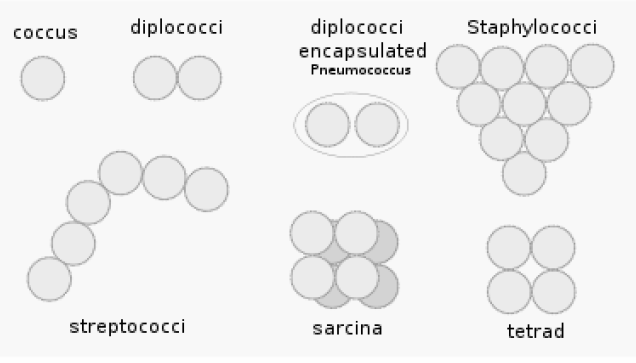 coccus
diplococci
diplococci
encapsulated
Pneumococcus
Staphylococci
streptococci
sarcina
tetrad